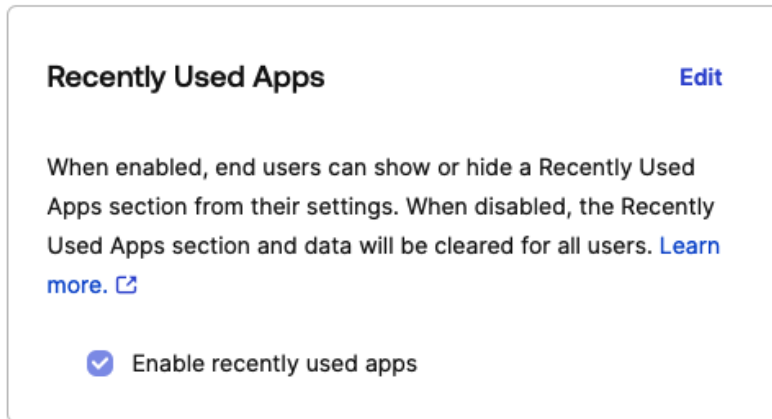 Recently Used Apps
Edit
When enabled, end users can show or hide a Recently Used
Apps section from their settings. When disabled, the Recently
Used Apps section and data will be cleared for all users. Learn
more.
Enable recently used apps